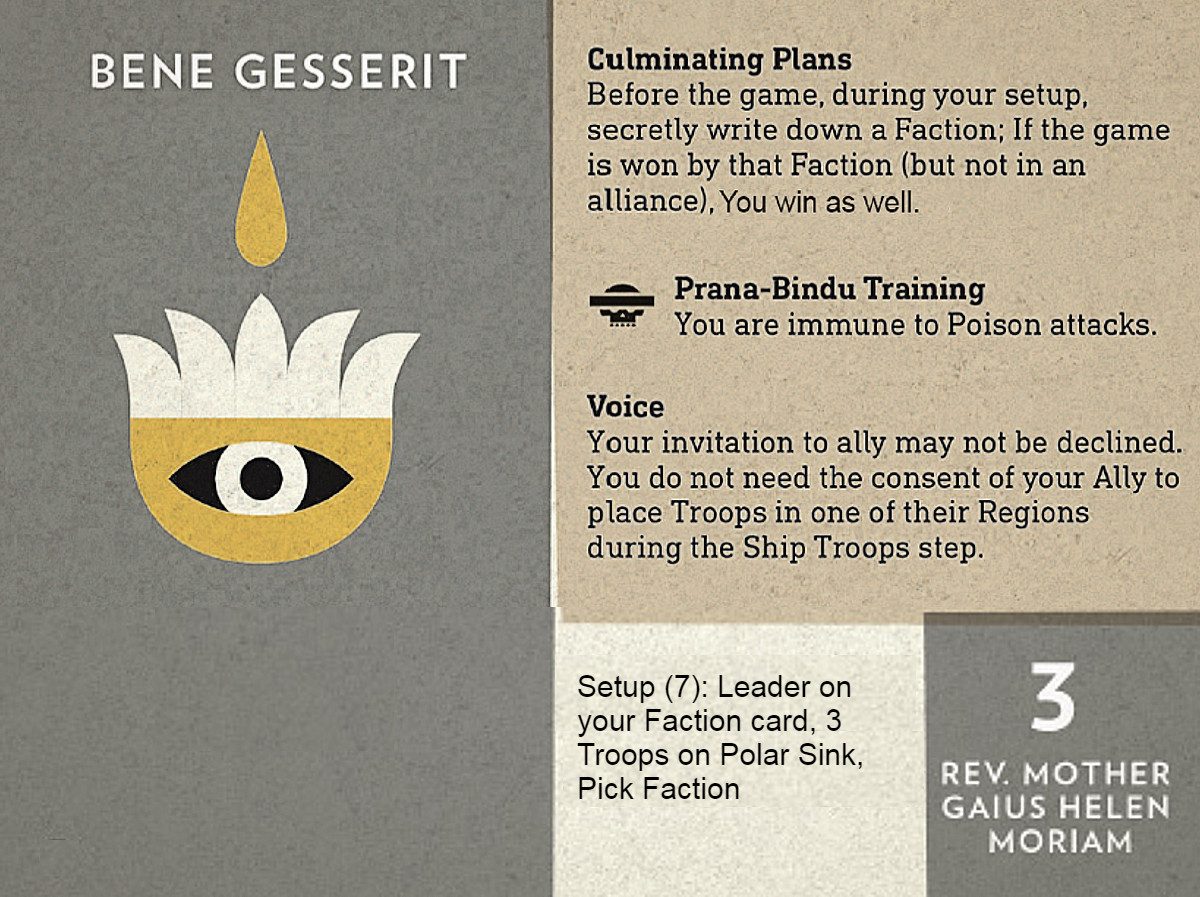 BENE GESSERIT
Culminating Plans
Before the game, during your setup,
secretly write down a Faction; If the game
is won by that Faction (but not in an
alliance), You win as well.
Prana-Bindu Training
You are immune to Poison attacks.
Voice
Your invitation to ally may not be declined.
You do not need the consent of your Ally to
place Troops in one of their Regions
during the Ship Troops step.
Setup (7): Leader on
your Faction card, 3
Troops on Polar Sink,
Pick Faction
3
REV. MOTHER
GAIUS HELEN
MORIAM